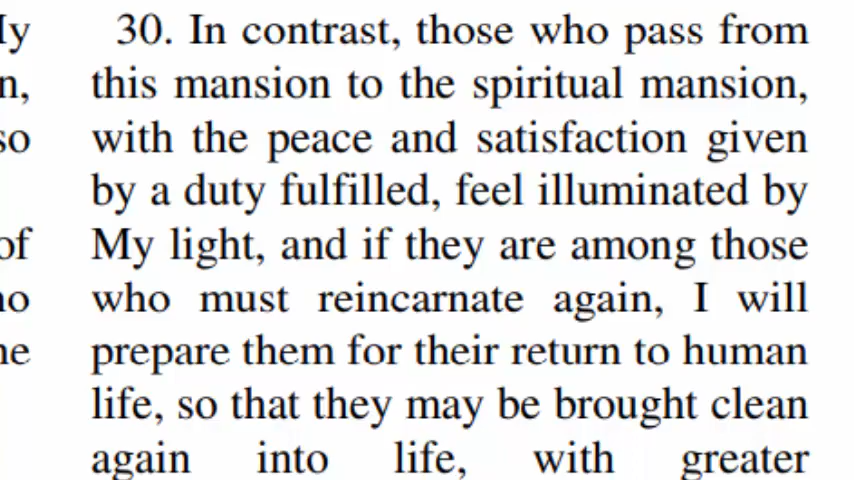 30. In contrast, those who pass from
this mansion to the spiritual mansion,
with the peace and satisfaction given
by a duty fulfilled, feel illuminated by
My light, and if they are among those
who must reincarnate again, I will
prepare them for their return to human
life, so that they may be brought clean
again into life, with greater